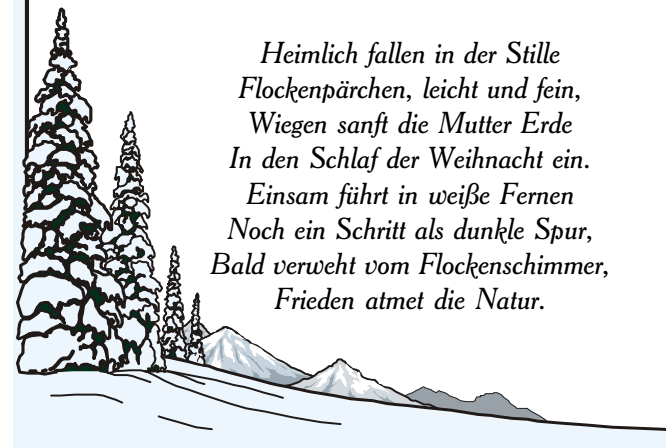 Heimlich fallen in der Stille
Flockenpärchen, leicht und fein,
Wiegen sanft die Mutter Erde
In den Schlaf der Weihnacht ein.
Einsam führt in weiße Fernen
Noch ein Schritt als dunkle Spur,
Bald verweht vom Flockenschimmer,
Frieden atmet die Natur.